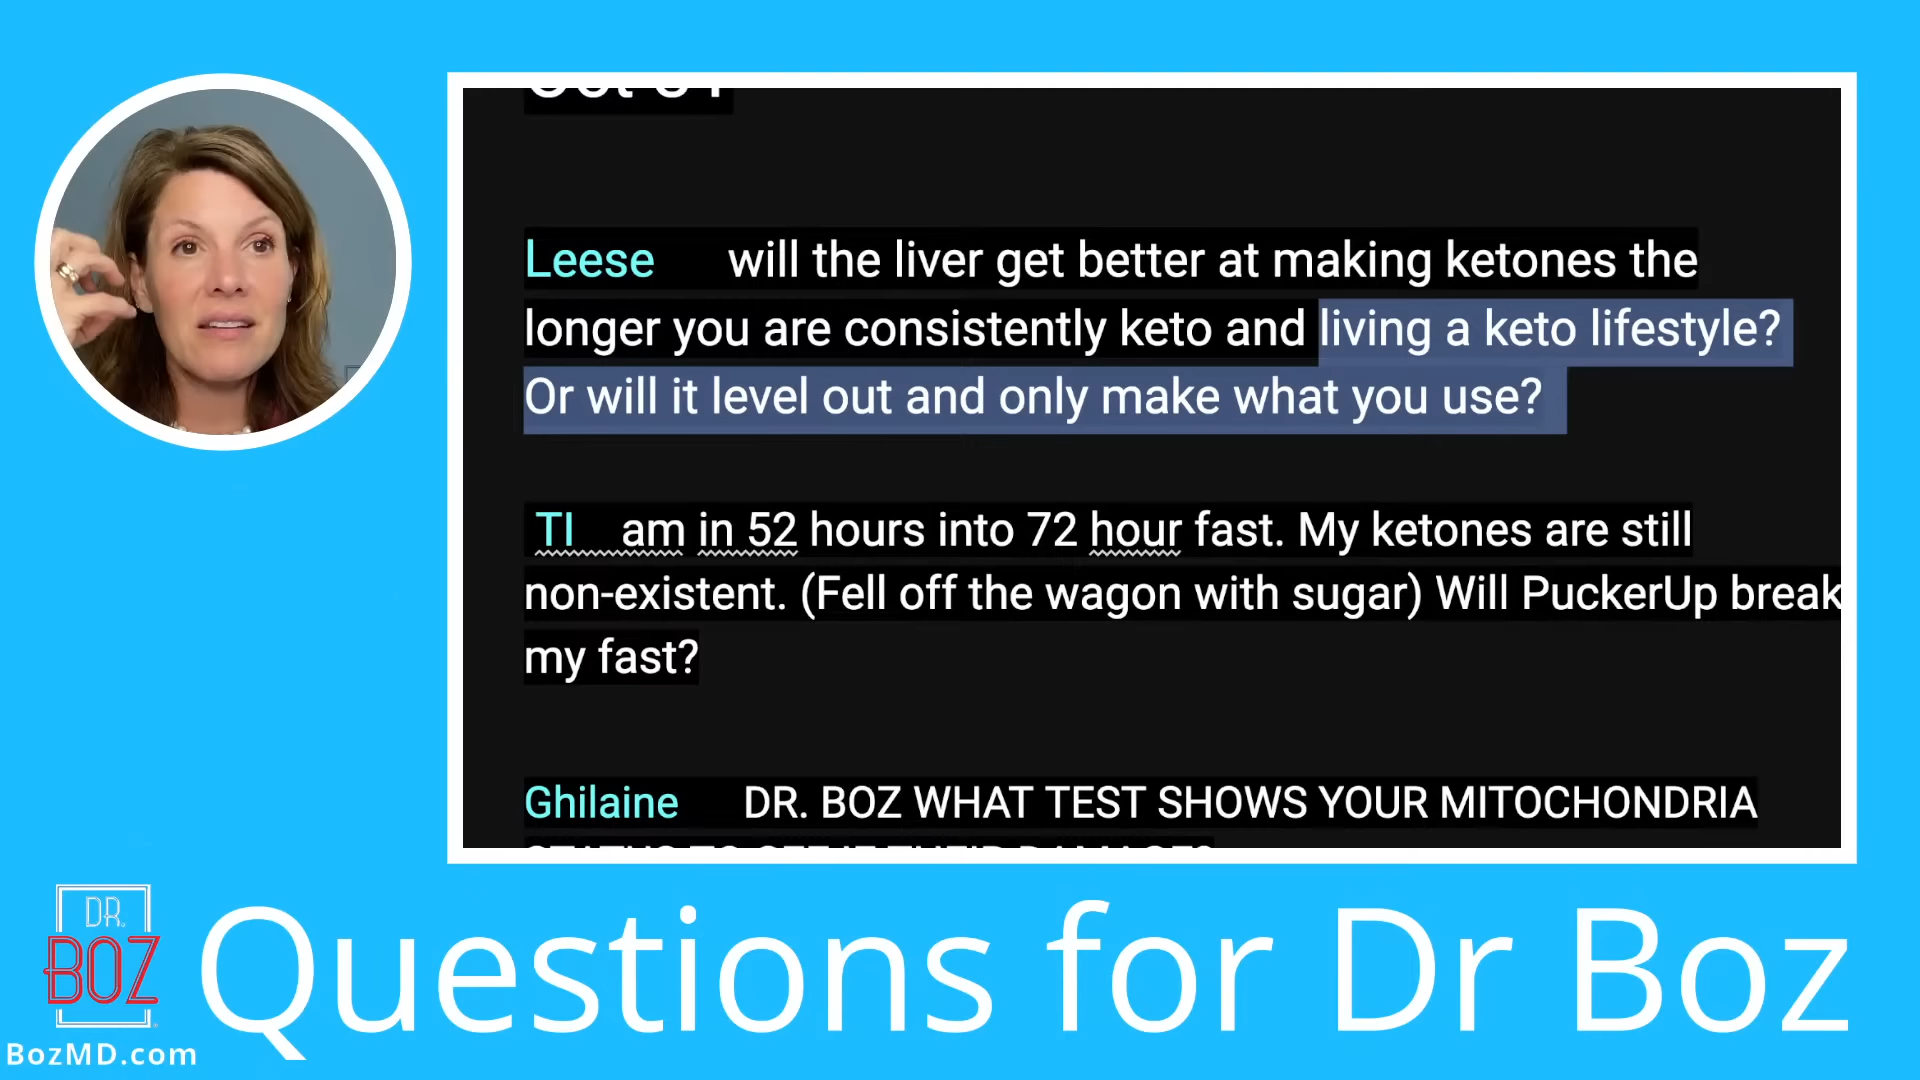 Leese will the liver get better at making ketones the
longer you are consistently keto and living a keto lifestyle?
Or will it level out and only make what you use?
TI am in 52 hours into 72 hour fast. My ketones are still
non-existent. (Fell off the wagon with sugar) Will PuckerUp break
my fast?
Ghilaine DR. BOZ WHAT TEST SHOWS YOUR MITOCHONDRIA
DR.
BOZ
Questions for Dr Boz
BozMD.com